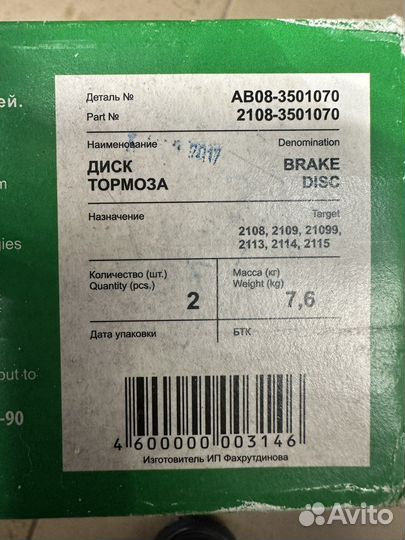 ей.
Деталь № AB08-3501070
Part № 2108-3501070
Наименование Denomination
2017
ДИСК BRAKE
ТОРМОЗА DISC
Назначение Target
2108, 2109, 21099,
2113, 2114, 2115
Количество (шт.) Масса (кг)
Quantity (pcs.) 2 Weight (kg) 7,6
Дата упаковки БТК
gies
out to
-90
4 600000 003146
Изготовитель ИП Фахрутдинова
Avito